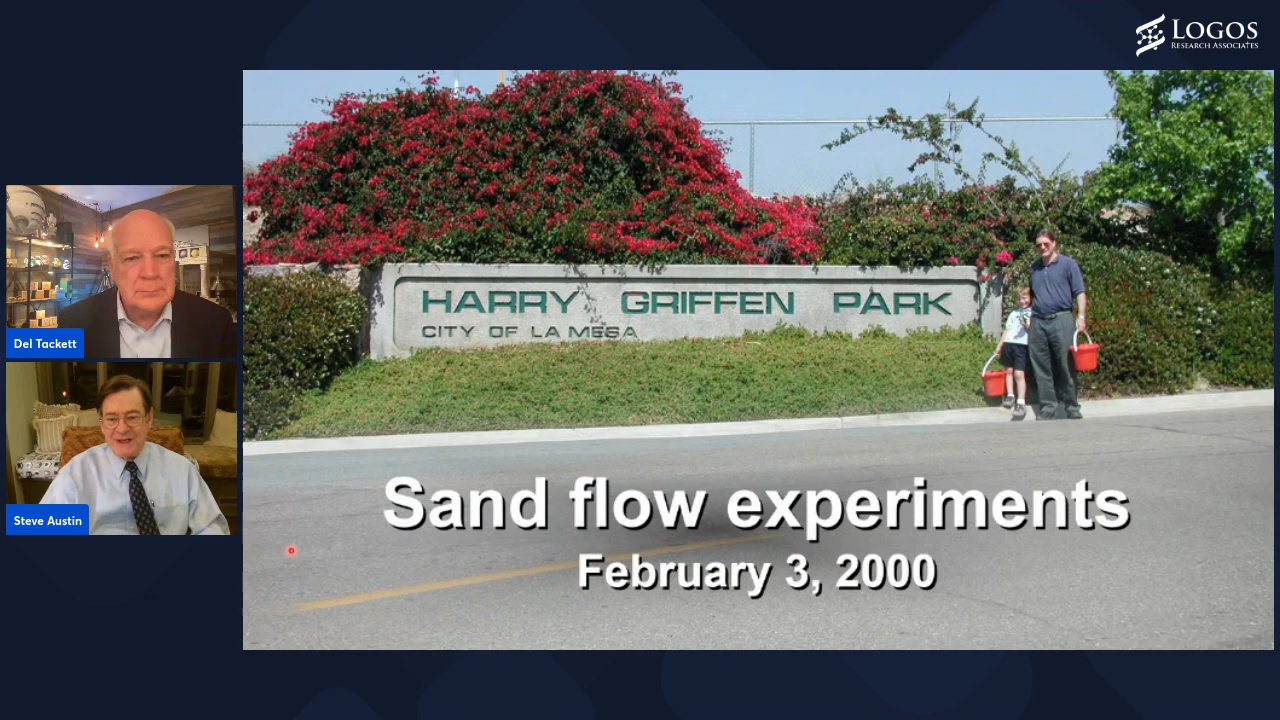 LOGOS
RESEARCH ASSOCIATES
HARRY GRIFFEN PARK
CITY OF LA MESA
Del Tackett
Steve Austin
Sand flow experiments
February 3, 2000